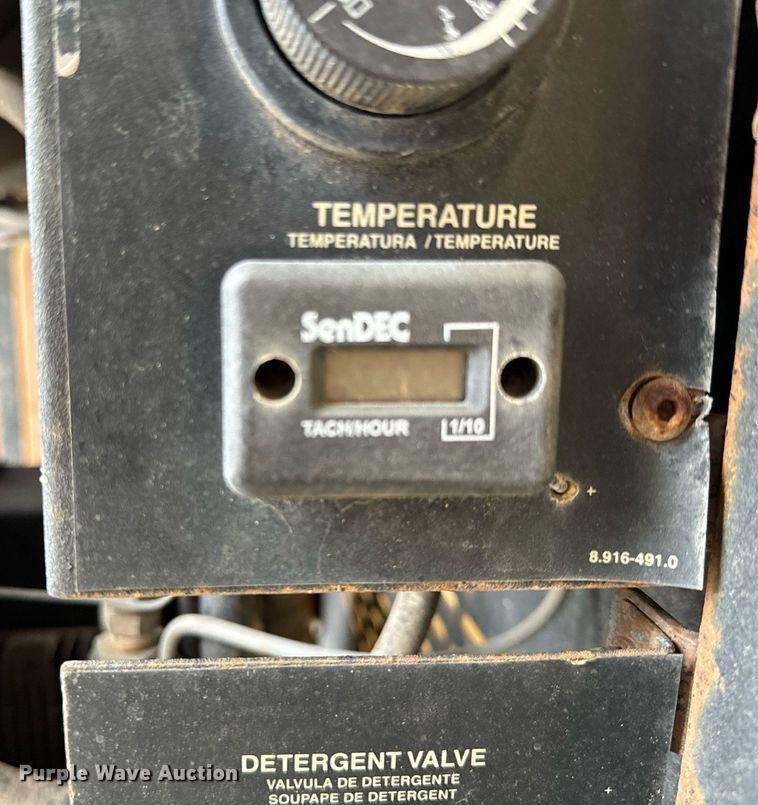 TEMPERATURE
TEMPERATURA / TEMPERATURE
SenDEC
TACH/HOUR
1/10
+
8.916-491.0
DETERGENT VALVE
VALVULA DE DETERGENTE
SOUPAPE DE DETERGENT
Purple Wave Auction
+